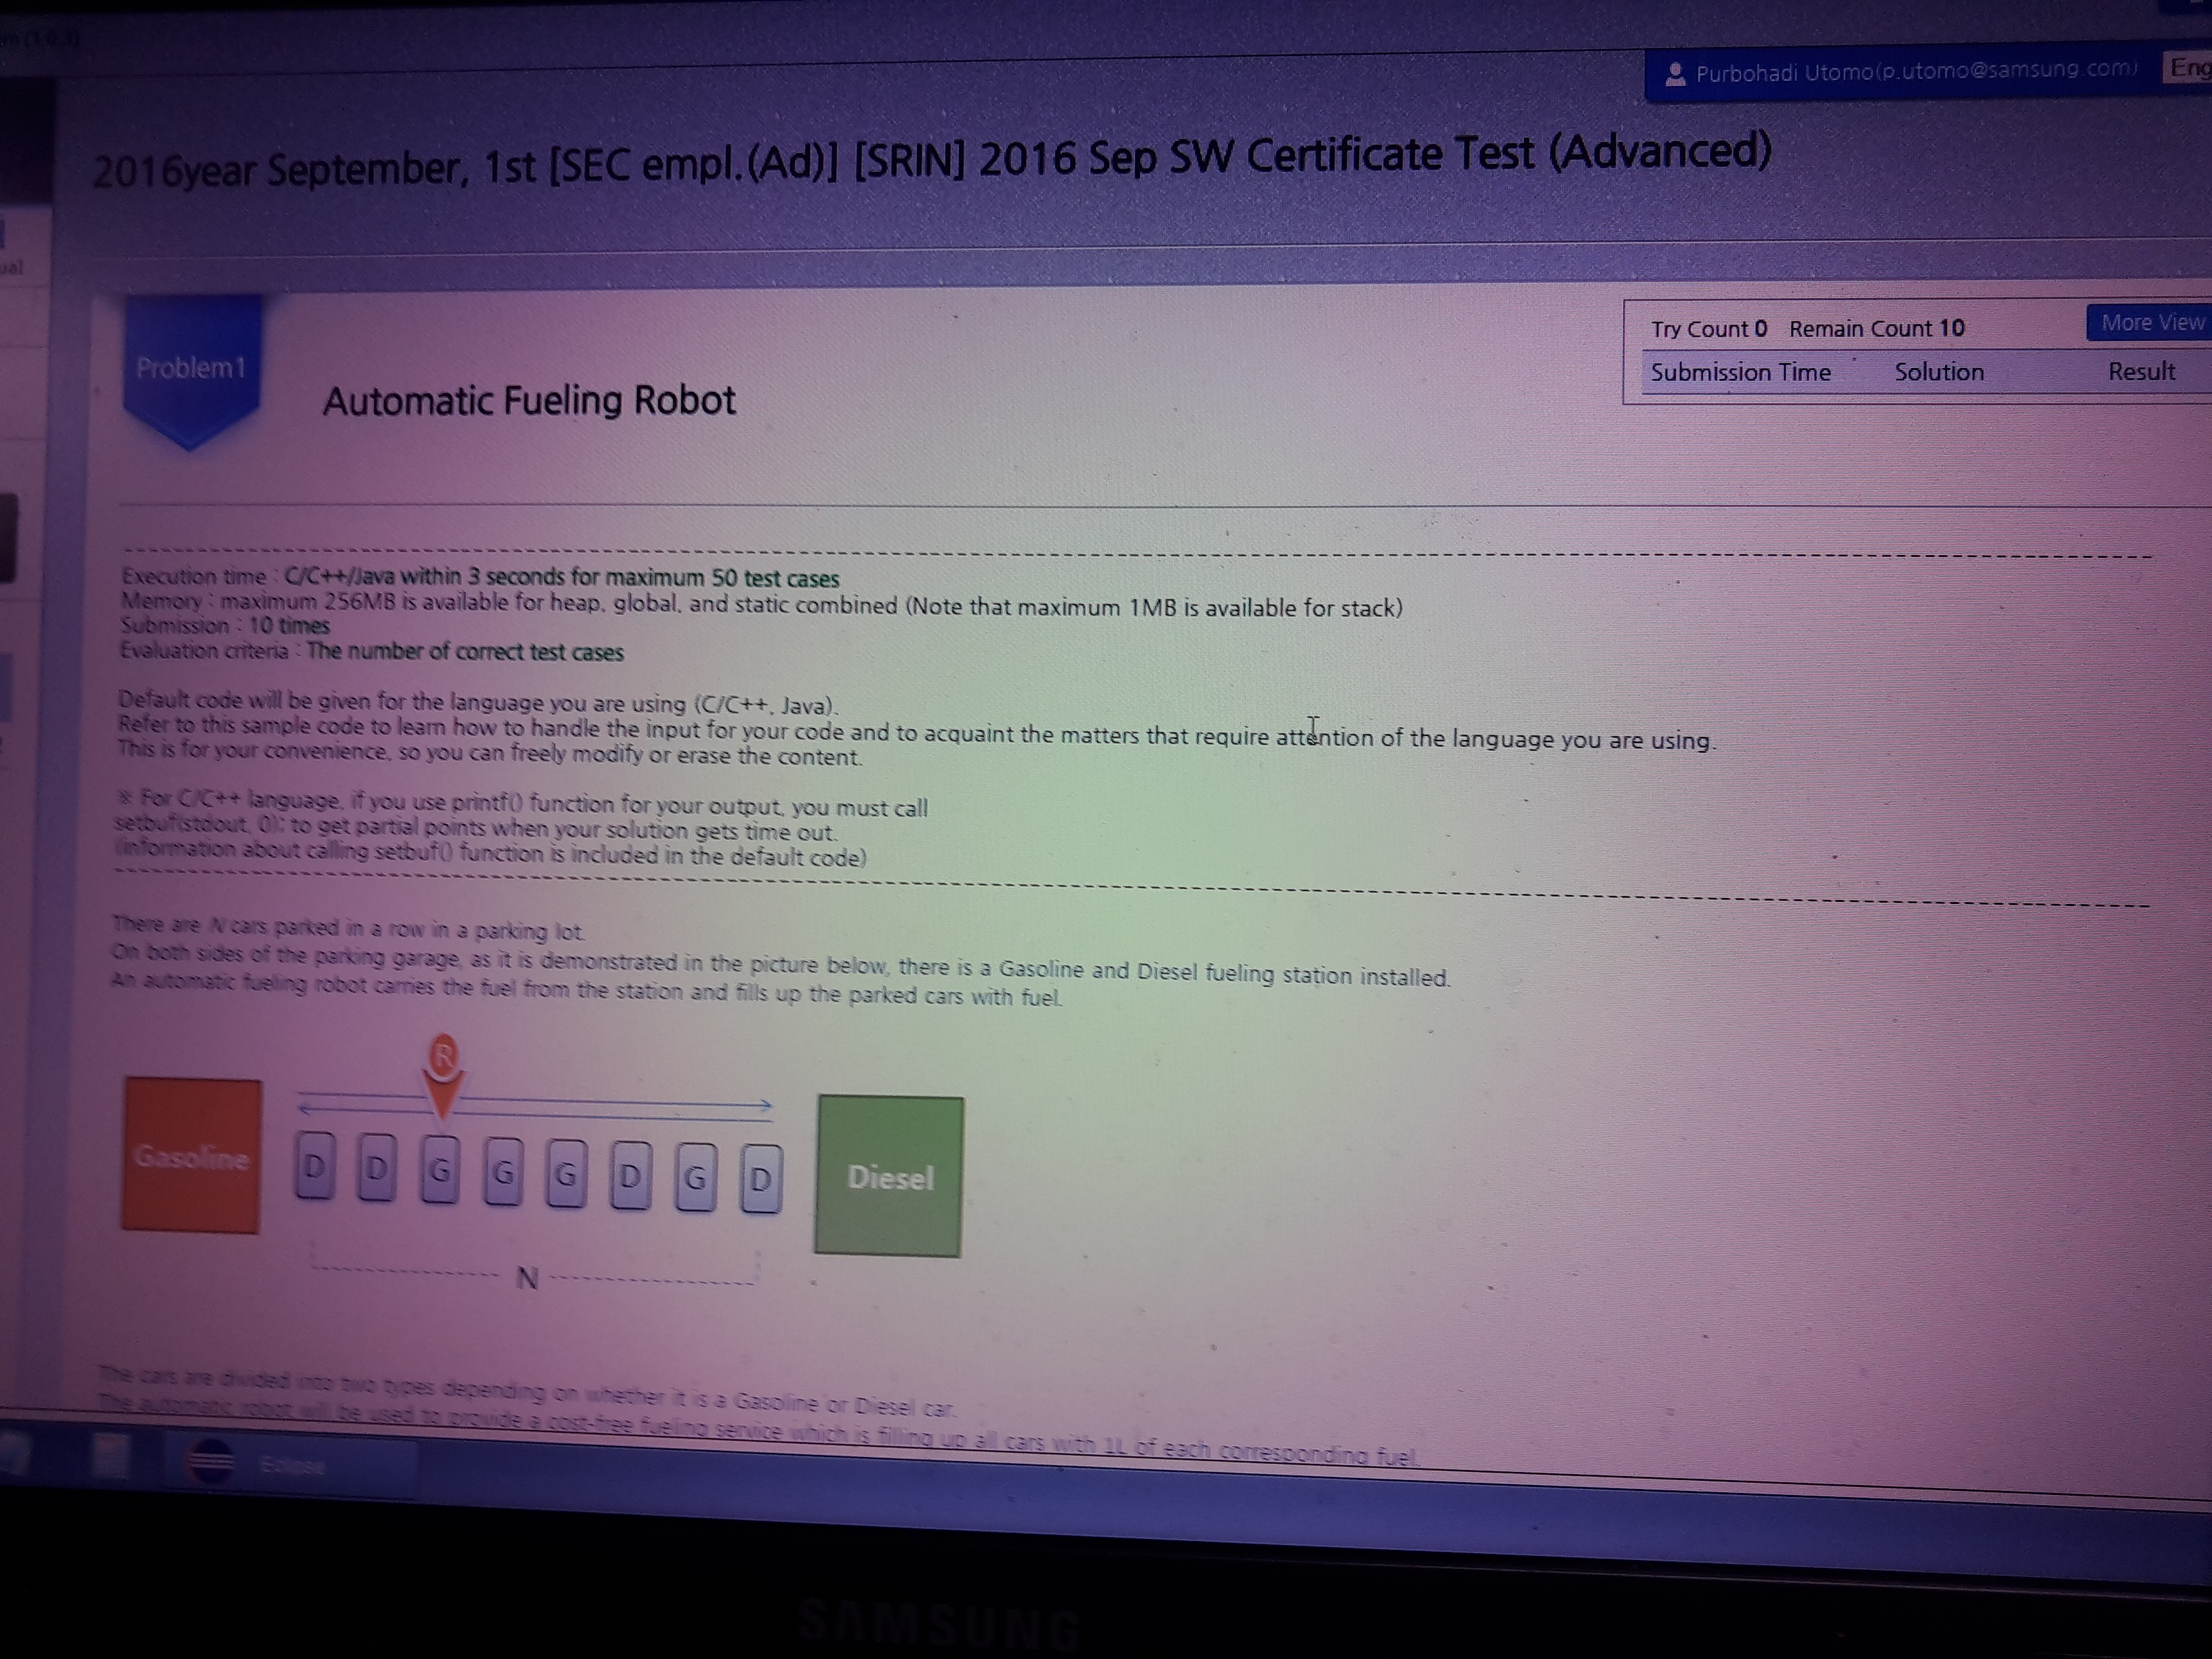 Purbohadi Utomo(p.utomo@samsung.com)
Eng
2016year September, 1st [SEC empl.(Ad)] [SRIN] 2016 Sep SW Certificate Test (Advanced)
Problem1
Automatic Fueling Robot
Try Count 0 Remain Count 10
More View
Submission Time Solution Result
Execution time : C/C++/Java within 3 seconds for maximum 50 test cases
Memory : maximum 256MB is available for heap, global, and static combined (Note that maximum 1MB is available for stack)
Submission : 10 times
Evaluation criteria : The number of correct test cases
Default code will be given for the language you are using (C/C++, Java).
Refer to this sample code to learn how to handle the input for your code and to acquaint the matters that require attention of the language you are using.
This is for your convenience, so you can freely modify or erase the content.
※ For C/C++ language, if you use printf() function for your output, you must call
setbuf(stdout, 0); to get partial points when your solution gets time out.
(information about calling setbuf() function is included in the default code)
There are N cars parked in a row in a parking lot.
On both sides of the parking garage, as it is demonstrated in the picture below, there is a Gasoline and Diesel fueling station installed.
An automatic fueling robot carries the fuel from the station and fills up the parked cars with fuel.
R
Gasoline D D G G G D G D Diesel
N
The cars are divided into two types depending on whether it is a Gasoline or Diesel car.
The automatic robot will be used to provide a cost-free fueling service which is filling up all cars with 1L of each corresponding fuel.
Eclipse
SAMSUNG